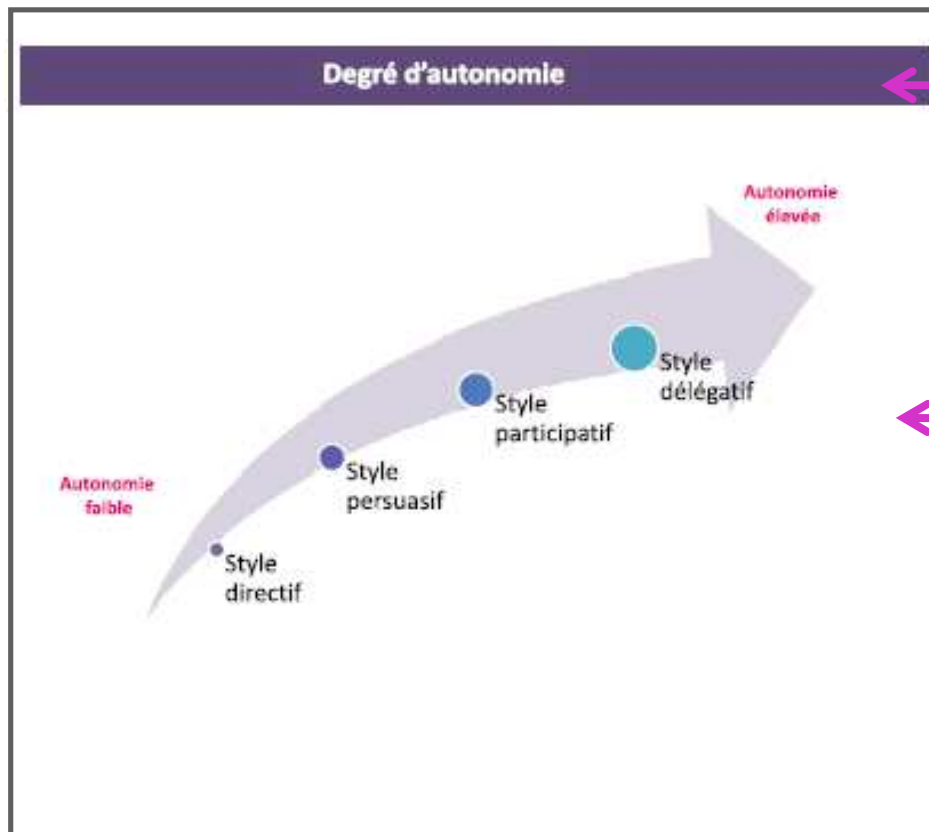 Degré d'autonomie
Autonomie
élevée
Style
délégatif
Style
participatif
Style
persuasif
Autonomie
faible
Style
directif